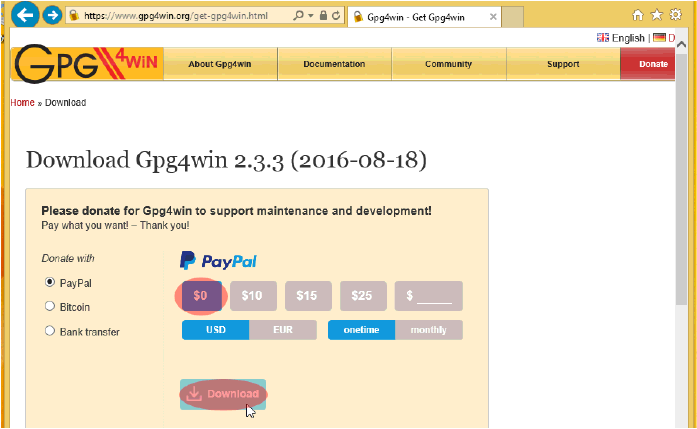 https://www.gpg4win.org/get-gpg4win.html
Gpg4win - Get Gpg4win
English | D
GPG4WiN
About Gpg4win Documentation Community Support Donate
Home » Download
Download Gpg4win 2.3.3 (2016-08-18)
Please donate for Gpg4win to support maintenance and development!
Pay what you want! – Thank you!
Donate with
PayPal
Bitcoin
Bank transfer
PayPal
$0 $10 $15 $25 $ _____
USD EUR onetime monthly
Download